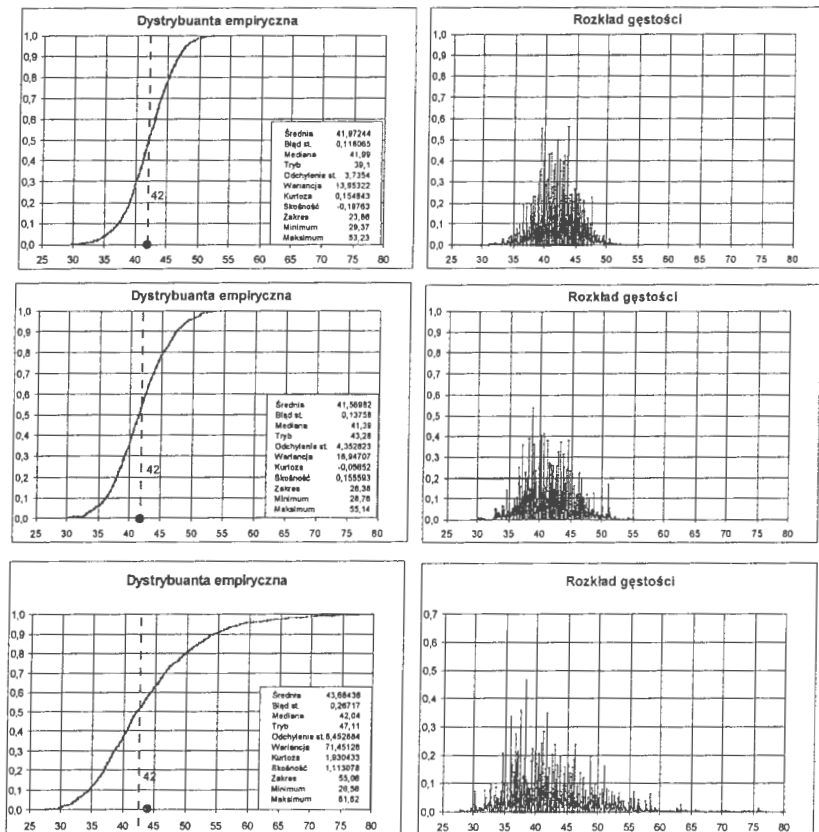 Dystrybuanta empiryczna
1,0
0,9
0,8
0,7
0,6
0,5
0,4
0,3
0,2
0,1
0,0
25 30 35 40 45 50 55 60 65 70 75 80
42
Średnia 41,97244
Błąd st. 0,118065
Mediana 41,99
Tryb 39,1
Odchylenie st. 3,7354
Wariancja 13,95322
Kurtoza 0,154843
Skośność -0,19763
Zakres 23,86
Minimum 29,37
Maksimum 53,23
Rozkład gęstości
1,0
0,9
0,8
0,7
0,6
0,5
0,4
0,3
0,2
0,1
0,0
25 30 35 40 45 50 55 60 65 70 75 80
Dystrybuanta empiryczna
1,0
0,9
0,8
0,7
0,6
0,5
0,4
0,3
0,2
0,1
0,0
25 30 35 40 45 50 55 60 65 70 75 80
42
Średnia 41,56982
Błąd st. 0,13758
Mediana 41,39
Tryb 43,28
Odchylenie st. 4,352823
Wariancja 18,94707
Kurtoza -0,05652
Skośność 0,155593
Zakres 26,38
Minimum 28,76
Maksimum 55,14
Rozkład gęstości
1,0
0,9
0,8
0,7
0,6
0,5
0,4
0,3
0,2
0,1
0,0
25 30 35 40 45 50 55 60 65 70 75 80
Dystrybuanta empiryczna
1,0
0,9
0,8
0,7
0,6
0,5
0,4
0,3
0,2
0,1
0,0
25 30 35 40 45 50 55 60 65 70 75 80
42
Średnia 43,68436
Błąd st. 0,26717
Mediana 42,04
Tryb 47,11
Odchylenie st. 8,452884
Wariancja 71,45126
Kurtoza 1,930433
Skośność 1,113078
Zakres 55,06
Minimum 26,56
Maksimum 81,62
Rozkład gęstości
0,7
0,6
0,5
0,4
0,3
0,2
0,1
0,0
25 30 35 40 45 50 55 60 65 70 75 80